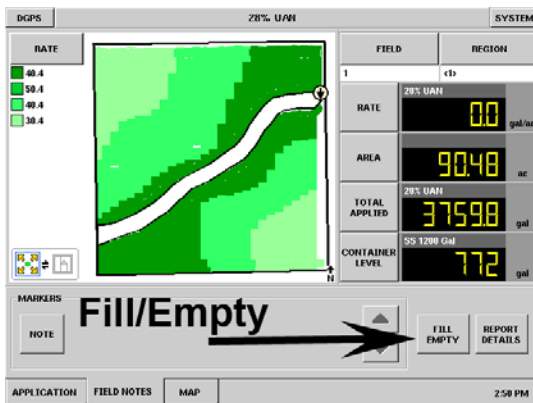 DGPS 28% UAN SYSTEM
RATE
40.4
50.4
40.4
30.4
N
FIELD REGION
1 <1>
RATE 28% UAN 0.0 gal/ac
AREA 90.48 ac
TOTAL APPLIED 28% UAN 3759.8 gal
CONTAINER LEVEL SS 1200 Gal 772 gal
MARKERS
NOTE
Fill/Empty
FILL EMPTY
REPORT DETAILS
APPLICATION FIELD NOTES MAP 2:50 PM